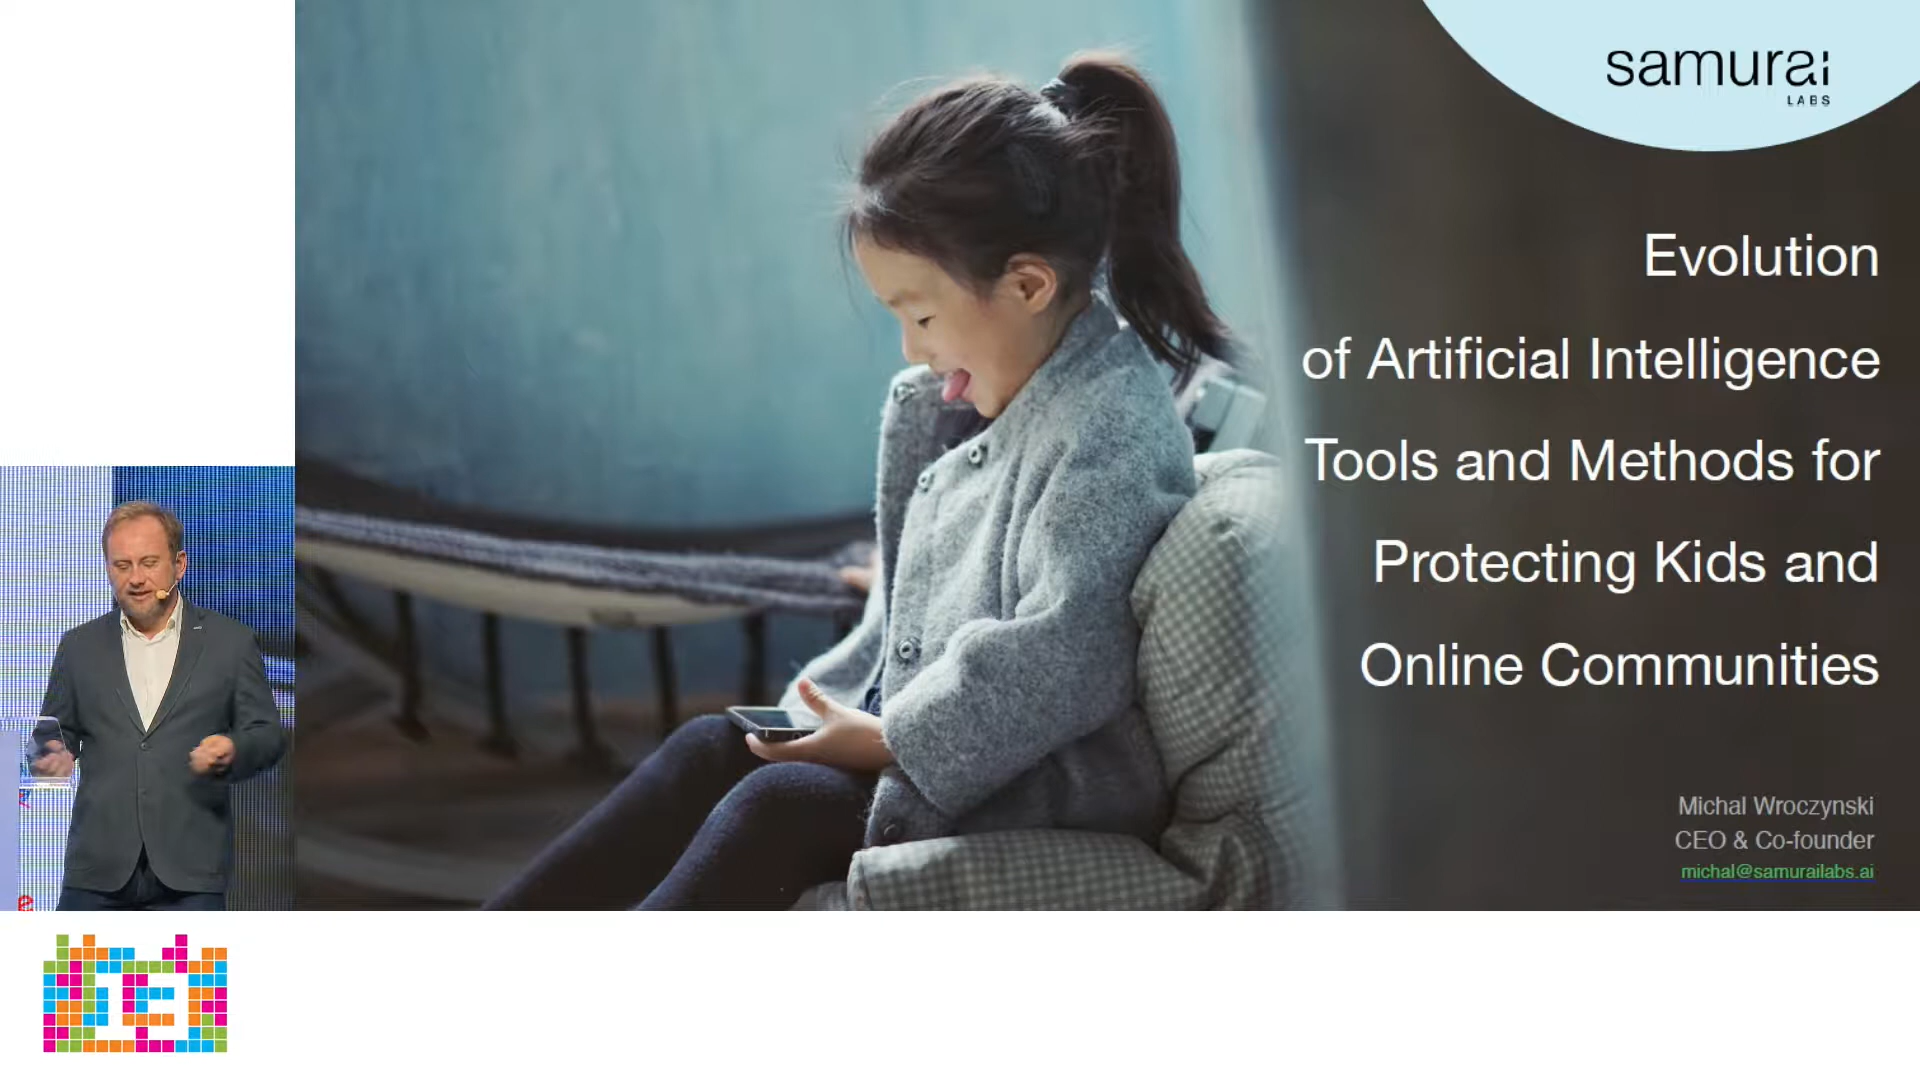 samurai
LABS
Evolution
of Artificial Intelligence
Tools and Methods for
Protecting Kids and
Online Communities
Michal Wroczynski
CEO & Co-founder
michal@samurailabs.ai
e